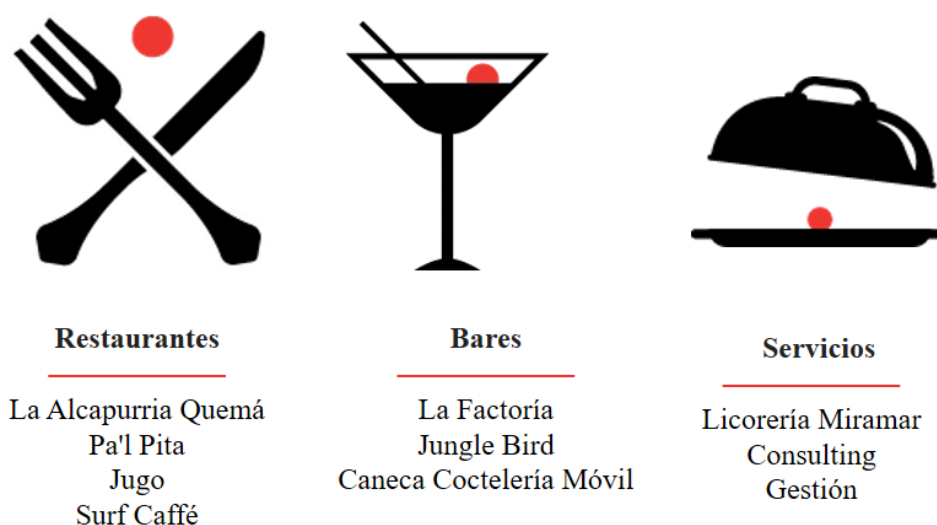 Restaurantes
La Alcapurria Quemá
Pa'l Pita
Jugo
Surf Caffé
Bares
La Factoría
Jungle Bird
Caneca Coctelería Móvil
Servicios
Licorería Miramar
Consulting
Gestión